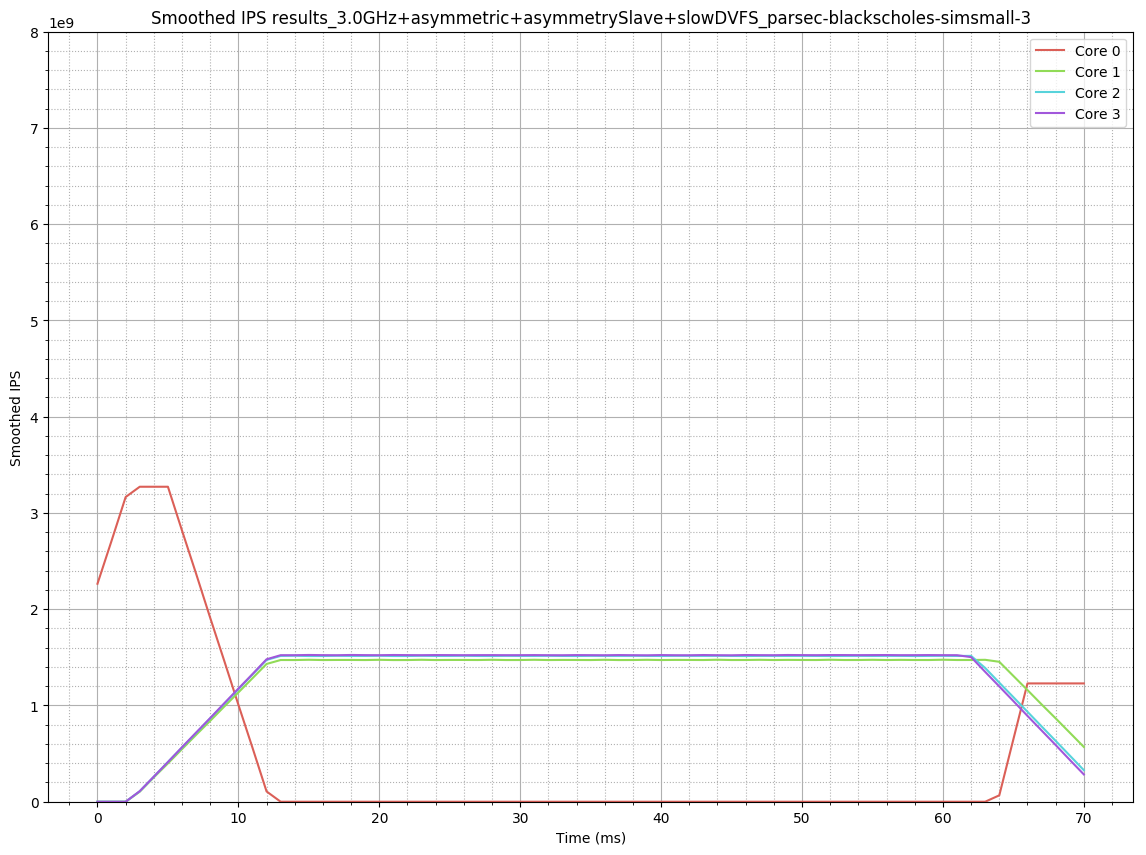 Smoothed IPS results_3.0GHz+asymmetric+asymmetrySlave+slowDVFS_parsec-blackscholes-simsmall-3
1e9
8
7
6
5
4
3
2
1
0
Smoothed IPS
Core 0
Core 1
Core 2
Core 3
0 10 20 30 40 50 60 70
Time (ms)